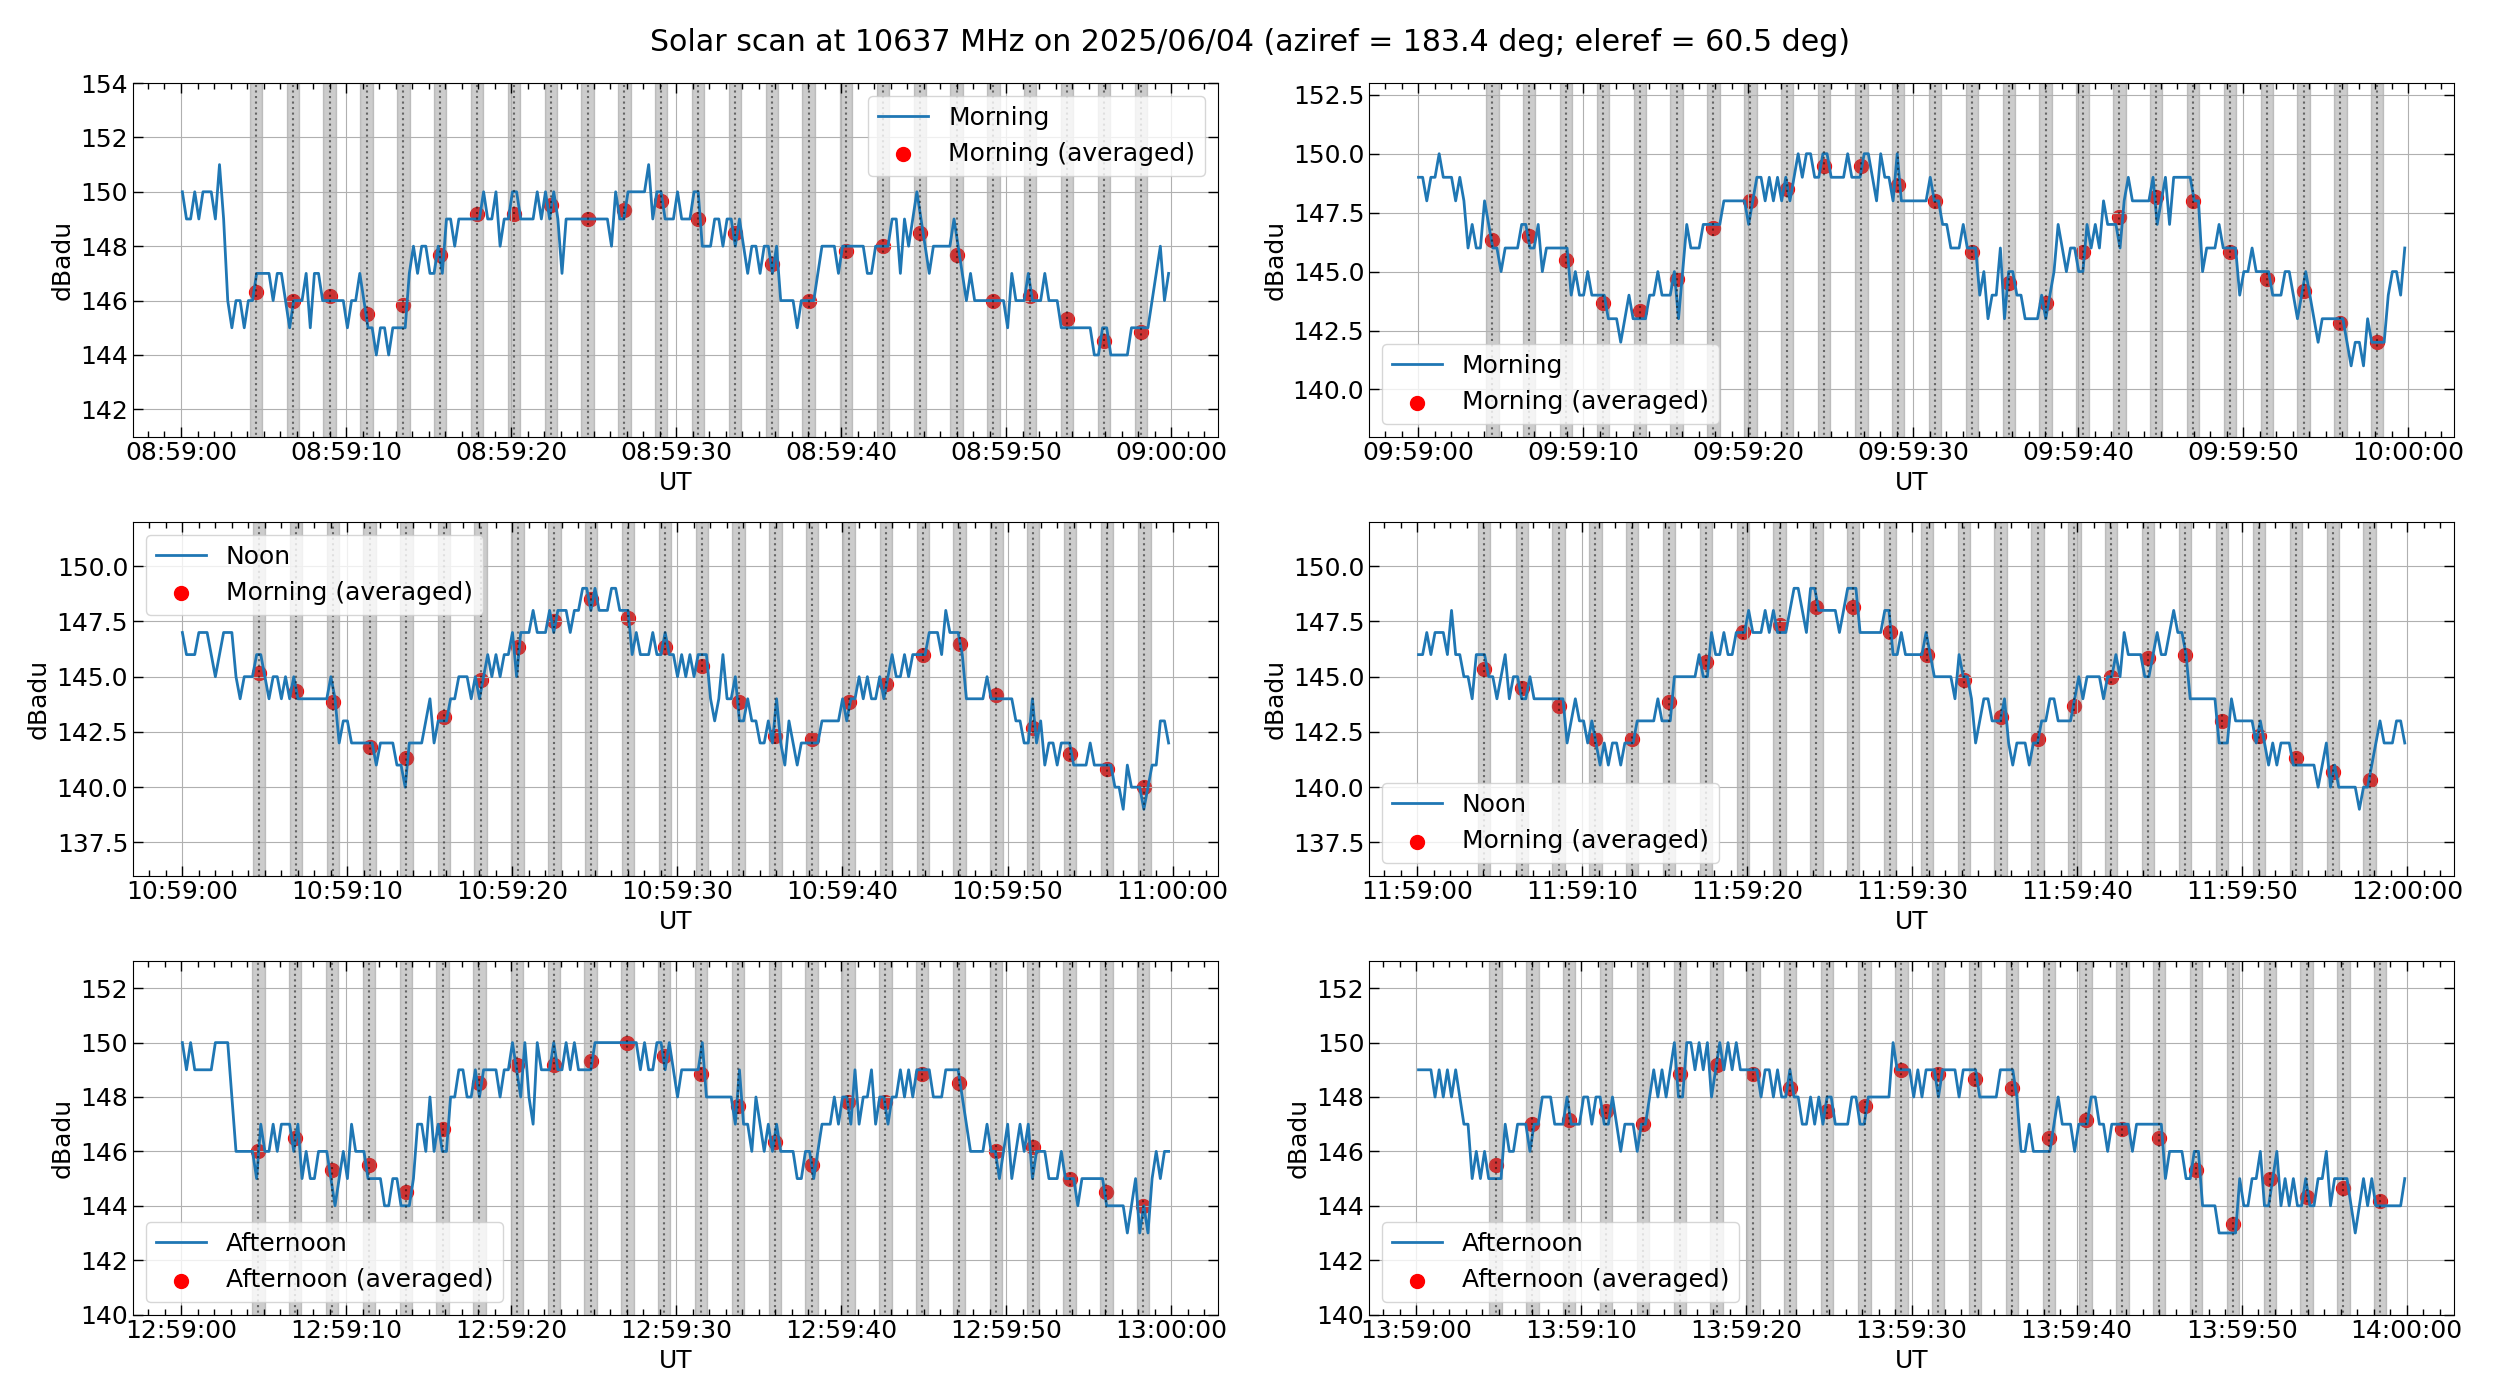 Solar scan at 10637 MHz on 2025/06/04 (aziref = 183.4 deg; eleref = 60.5 deg)
154
152
150
148
146
144
142
dBadu
Morning
Morning (averaged)
08:59:00 08:59:10 08:59:20 08:59:30 08:59:40 08:59:50 09:00:00
UT
152.5
150.0
147.5
145.0
142.5
140.0
dBadu
Morning
Morning (averaged)
09:59:00 09:59:10 09:59:20 09:59:30 09:59:40 09:59:50 10:00:00
UT
150.0
147.5
145.0
142.5
140.0
137.5
dBadu
Noon
Morning (averaged)
10:59:00 10:59:10 10:59:20 10:59:30 10:59:40 10:59:50 11:00:00
UT
150.0
147.5
145.0
142.5
140.0
137.5
dBadu
Noon
Morning (averaged)
11:59:00 11:59:10 11:59:20 11:59:30 11:59:40 11:59:50 12:00:00
UT
152
150
148
146
144
142
140
dBadu
Afternoon
Afternoon (averaged)
12:59:00 12:59:10 12:59:20 12:59:30 12:59:40 12:59:50 13:00:00
UT
152
150
148
146
144
142
140
dBadu
Afternoon
Afternoon (averaged)
13:59:00 13:59:10 13:59:20 13:59:30 13:59:40 13:59:50 14:00:00
UT